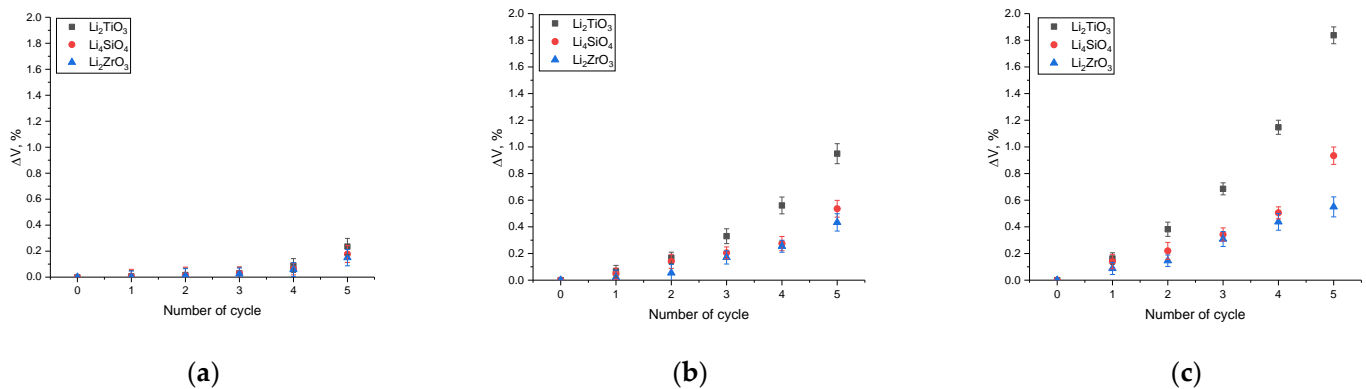 2.0
1.8
1.6
1.4
1.2
1.0
0.8
0.6
0.4
0.2
0.0
ΔV, %
Li₂TiO₃
Li₄SiO₄
Li₂ZrO₃
0 1 2 3 4 5
Number of cycle
(a)
2.0
1.8
1.6
1.4
1.2
1.0
0.8
0.6
0.4
0.2
0.0
ΔV, %
Li₂TiO₃
Li₄SiO₄
Li₂ZrO₃
0 1 2 3 4 5
Number of cycle
(b)
2.0
1.8
1.6
1.4
1.2
1.0
0.8
0.6
0.4
0.2
0.0
ΔV, %
Li₂TiO₃
Li₄SiO₄
Li₂ZrO₃
0 1 2 3 4 5
Number of cycle
(c)